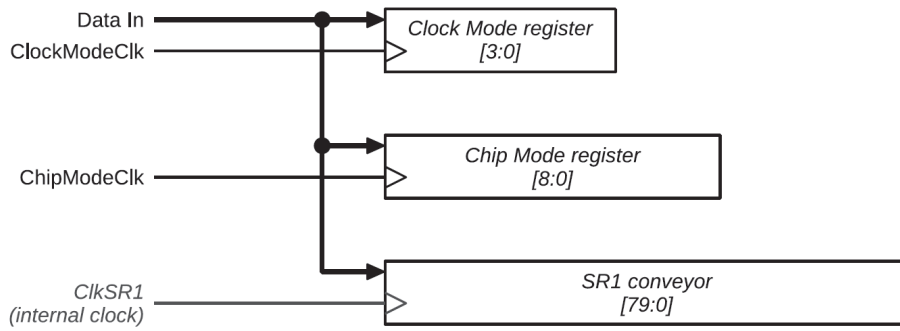 Data In
Clock Mode register
[3:0]
ClockModeClk
Chip Mode register
[8:0]
ChipModeClk
SR1 conveyor
[79:0]
ClkSR1
(internal clock)